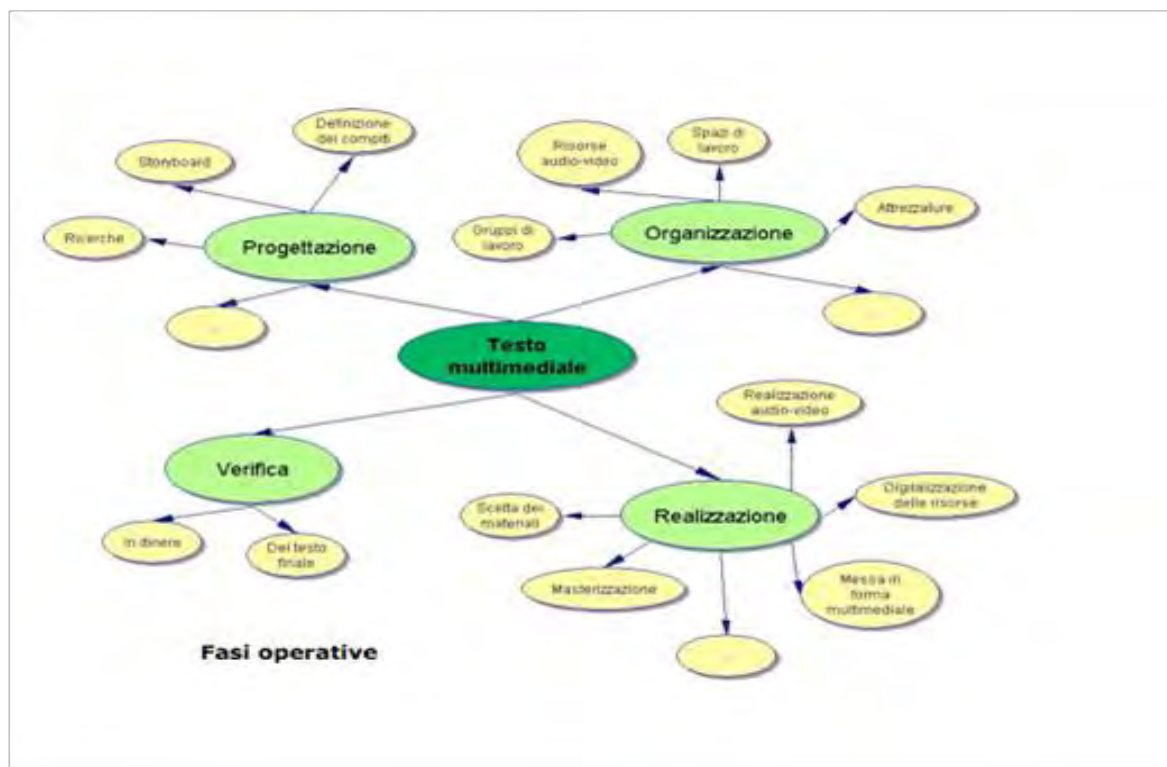 Definizione
dei compiti
Storyboard
Ricerche
Progettazione
Risorse
audio-video
Spazi di
lavoro
Attrezzature
Gruppi di
lavoro
Organizzazione
Testo
multimediale
Verifica
In itinere
Del testo
finale
Realizzazione
audio-video
Digitalizzazione
delle risorse
Scelta dei
materiali
Realizzazione
Masterizzazione
Messa in
forma
multimediale
Fasi operative